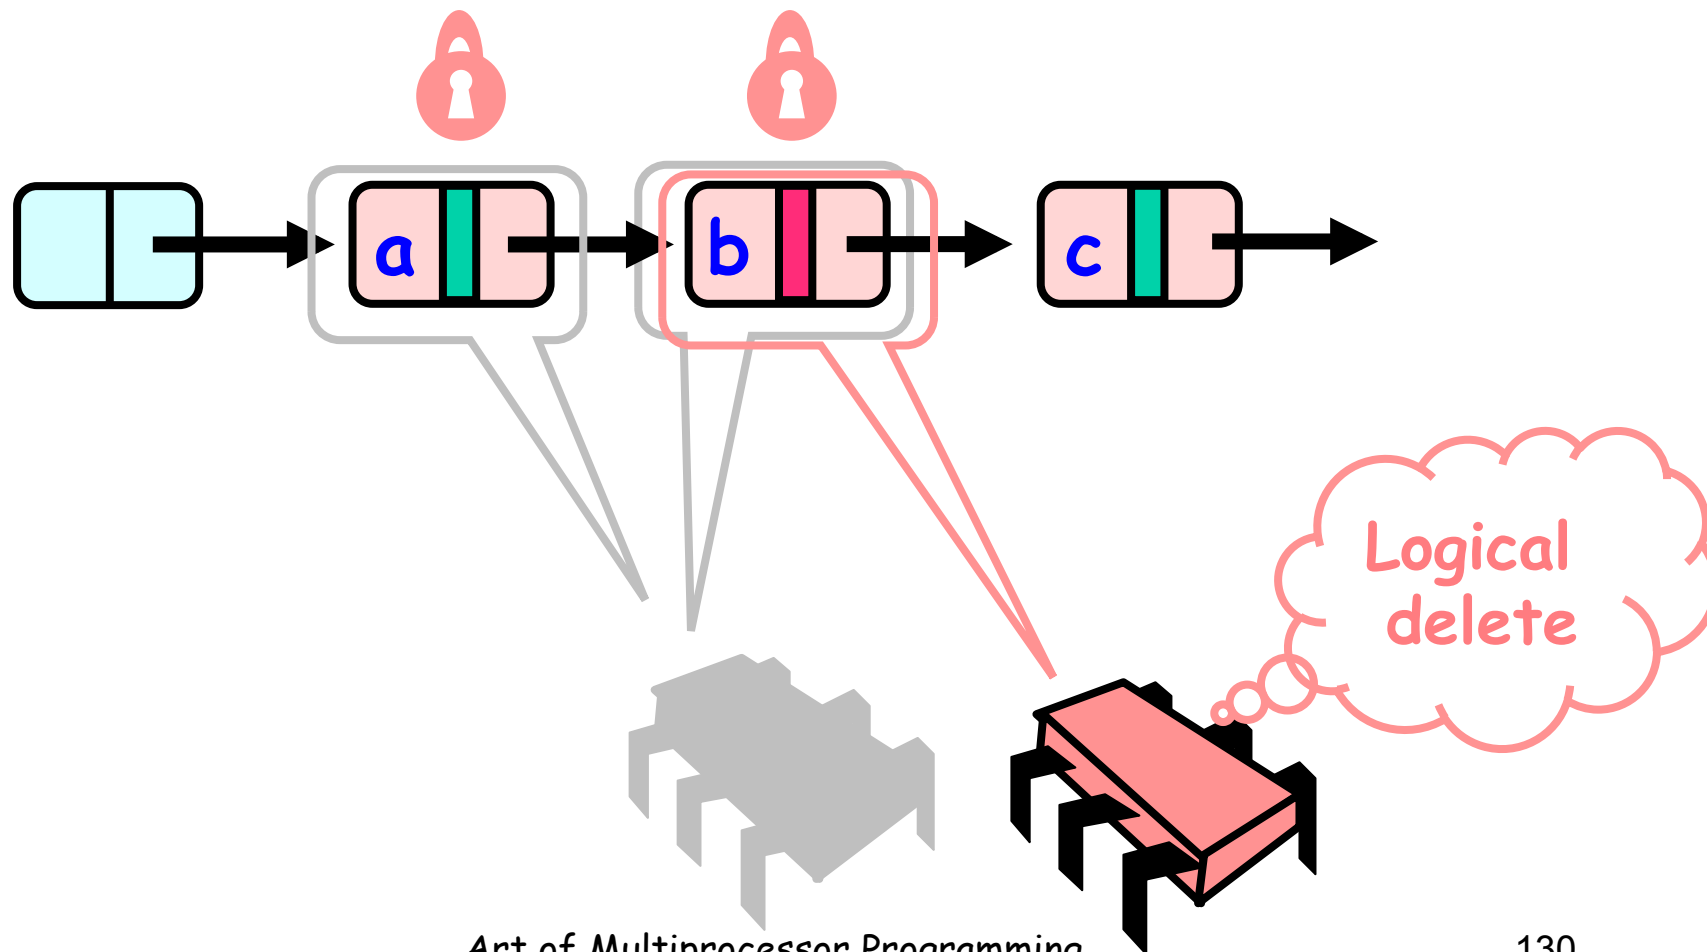 a b c
Logical
delete
Art of Multiprocessor Programming
130